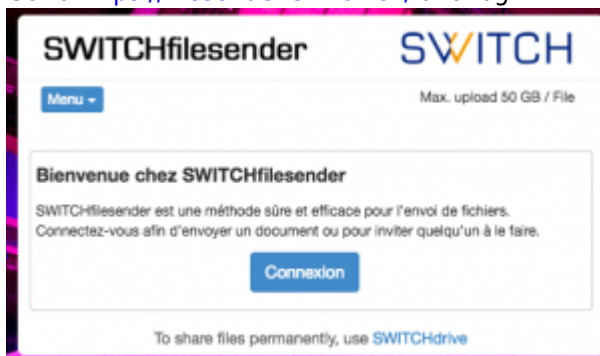 SWITCHfilesender SWITCH
Menu Max. upload 50 GB / File
Bienvenue chez SWITCHfilesender
SWITCHfilesender est une méthode sûre et efficace pour l'envoi de fichiers.
Connectez-vous afin d'envoyer un document ou pour inviter quelqu'un à le faire.
Connexion
To share files permanently, use SWITCHdrive